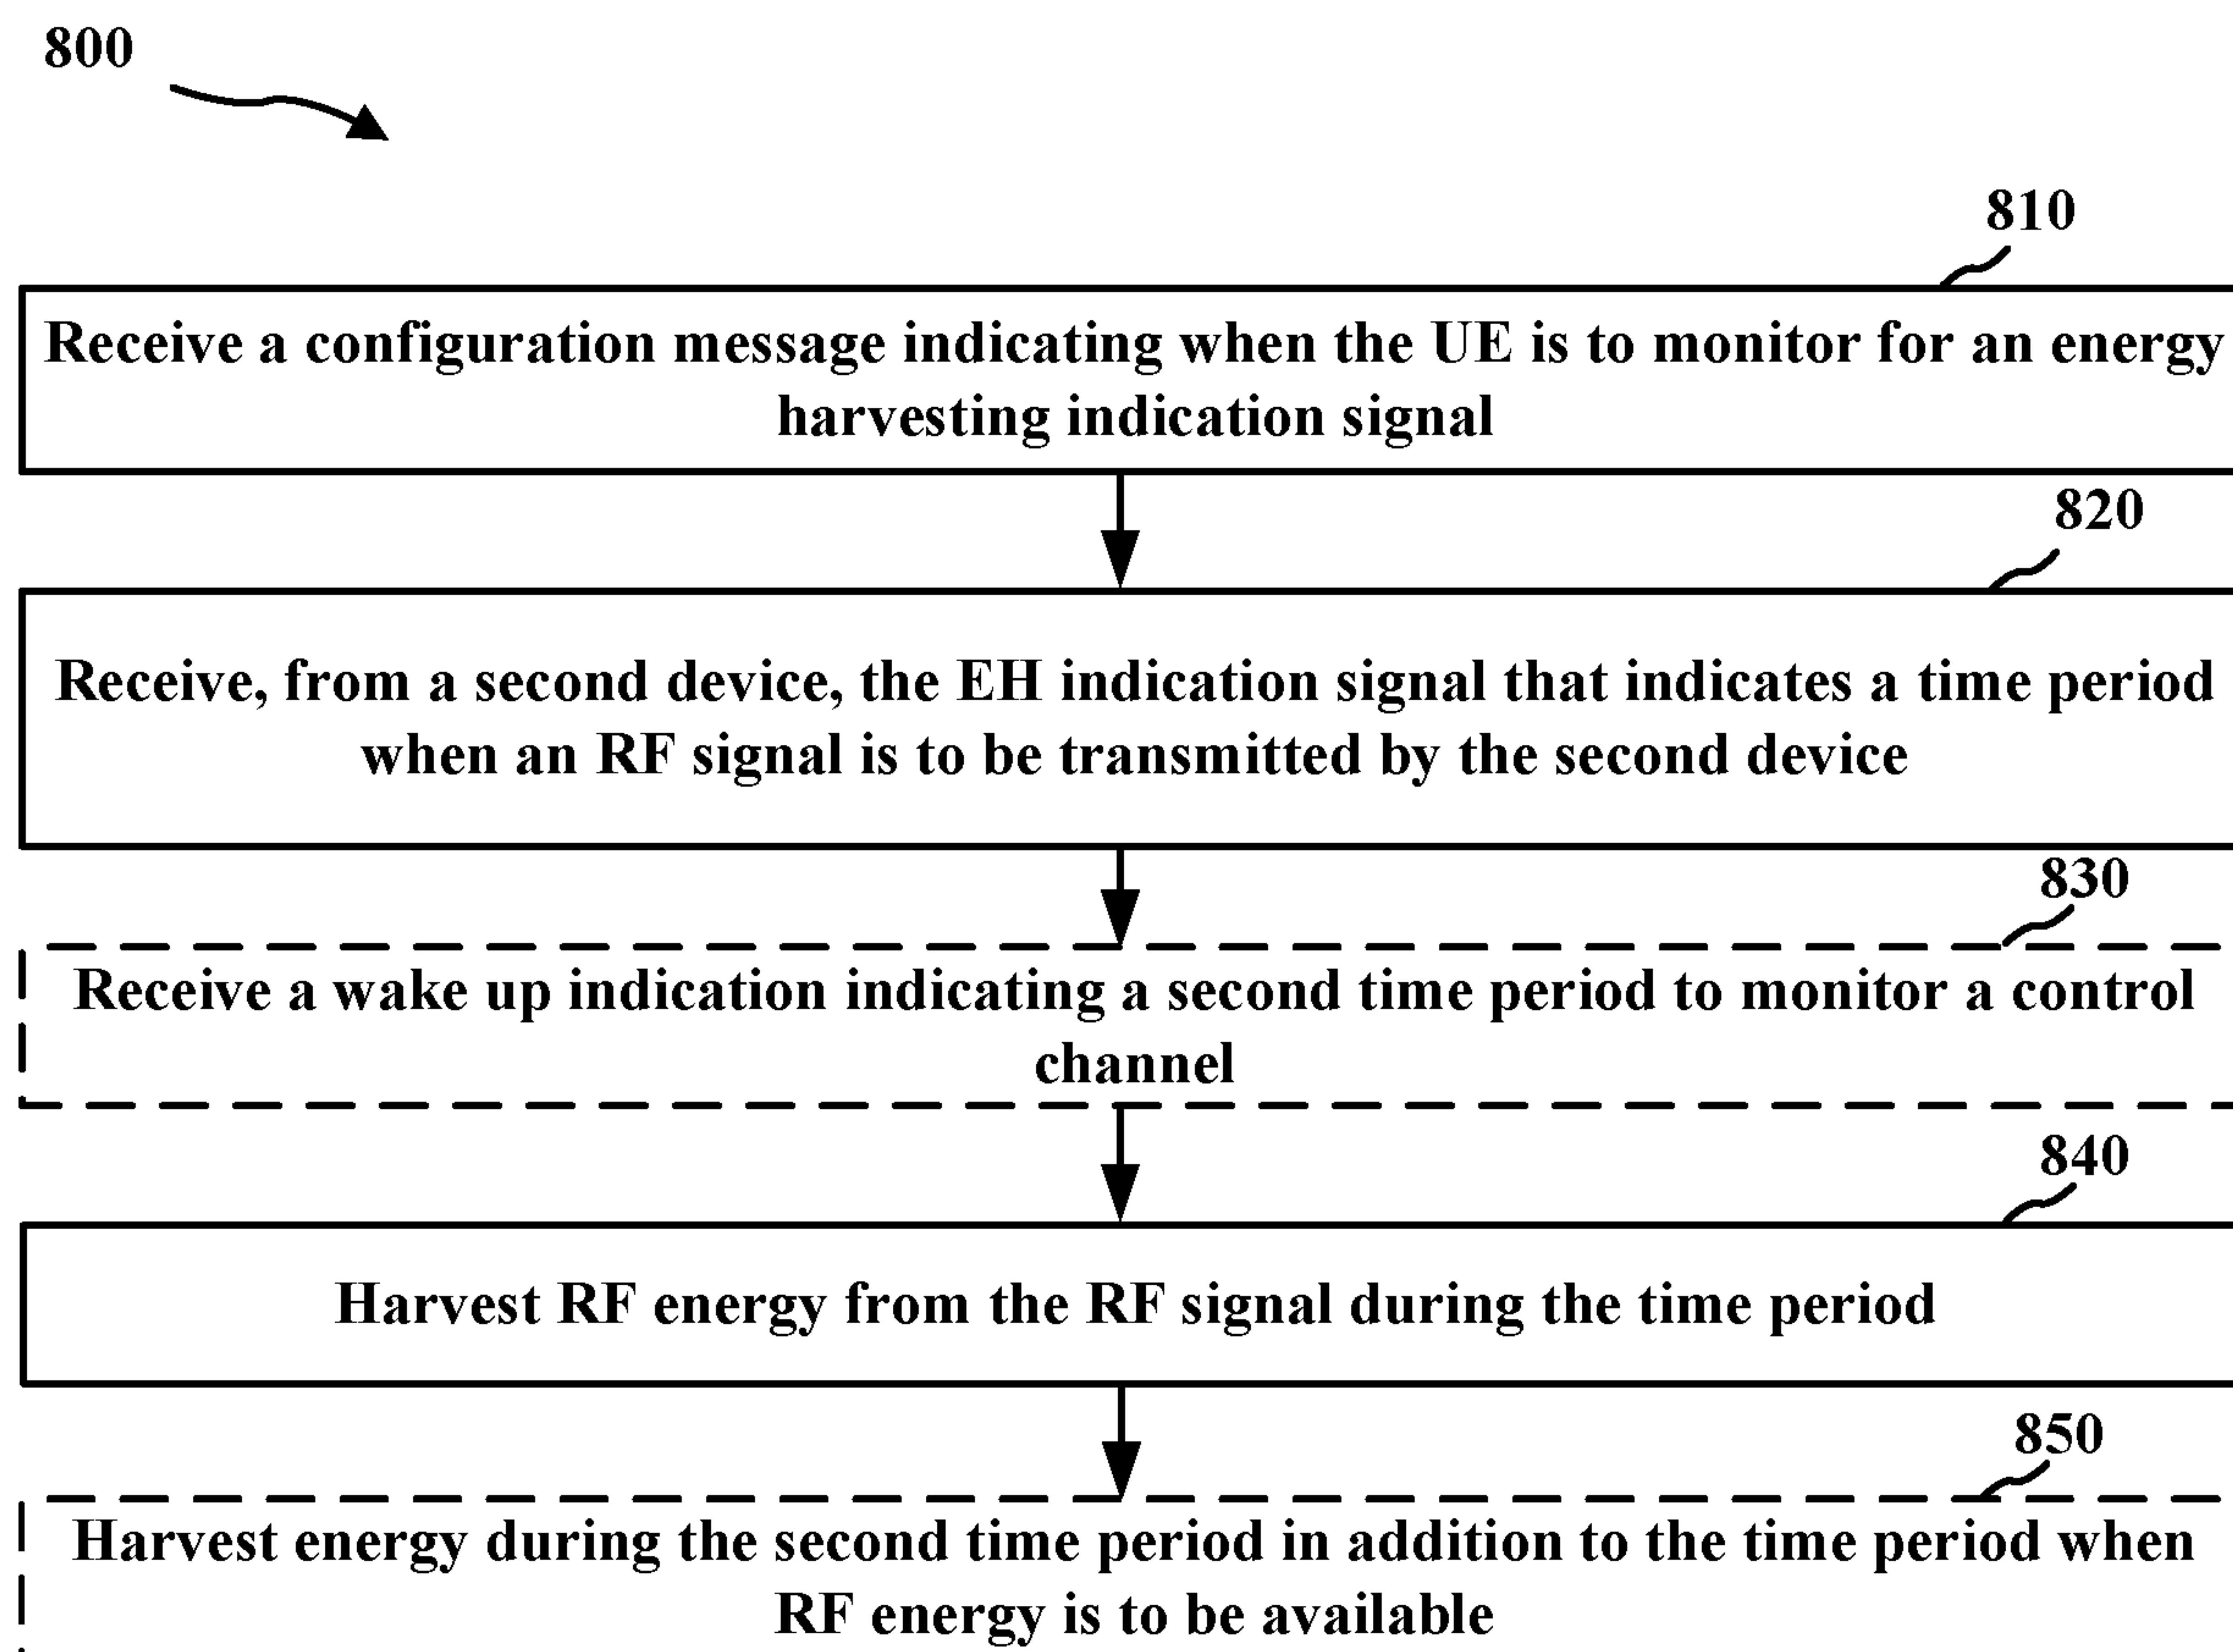 800
810
Receive a configuration message indicating when the UE is to monitor for an energy
harvesting indication signal
820
Receive, from a second device, the EH indication signal that indicates a time period
when an RF signal is to be transmitted by the second device
830
Receive a wake up indication indicating a second time period to monitor a control
channel
840
Harvest RF energy from the RF signal during the time period
850
Harvest energy during the second time period in addition to the time period when
RF energy is to be available